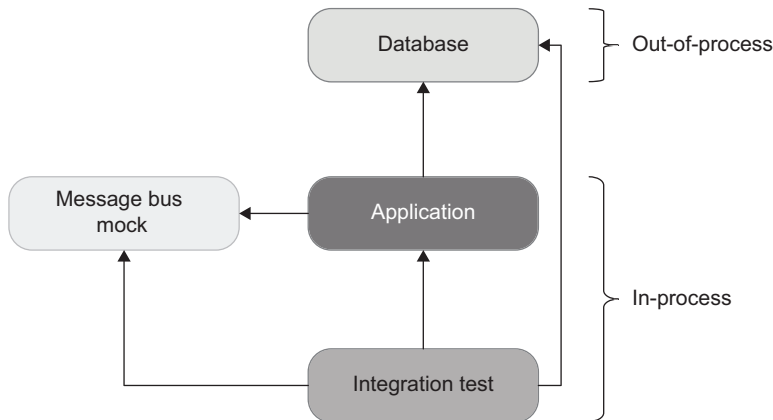 Database
Out-of-process
Message bus
mock
Application
In-process
Integration test